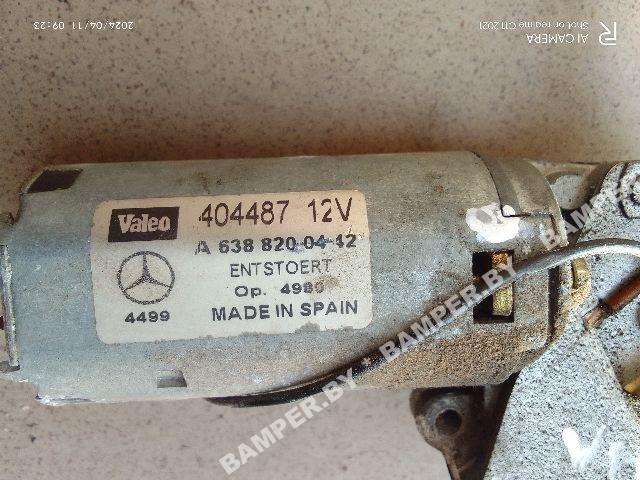 2024/04/11 09:23
AI CAMERA
Shot on realme C11 2021
Valeo 404487 12V
A 638 820 04 42
ENTSTOERT
Op. 4980
4499 MADE IN SPAIN
BAMPER.BY * BAMPER.BY * BAMPER.BY